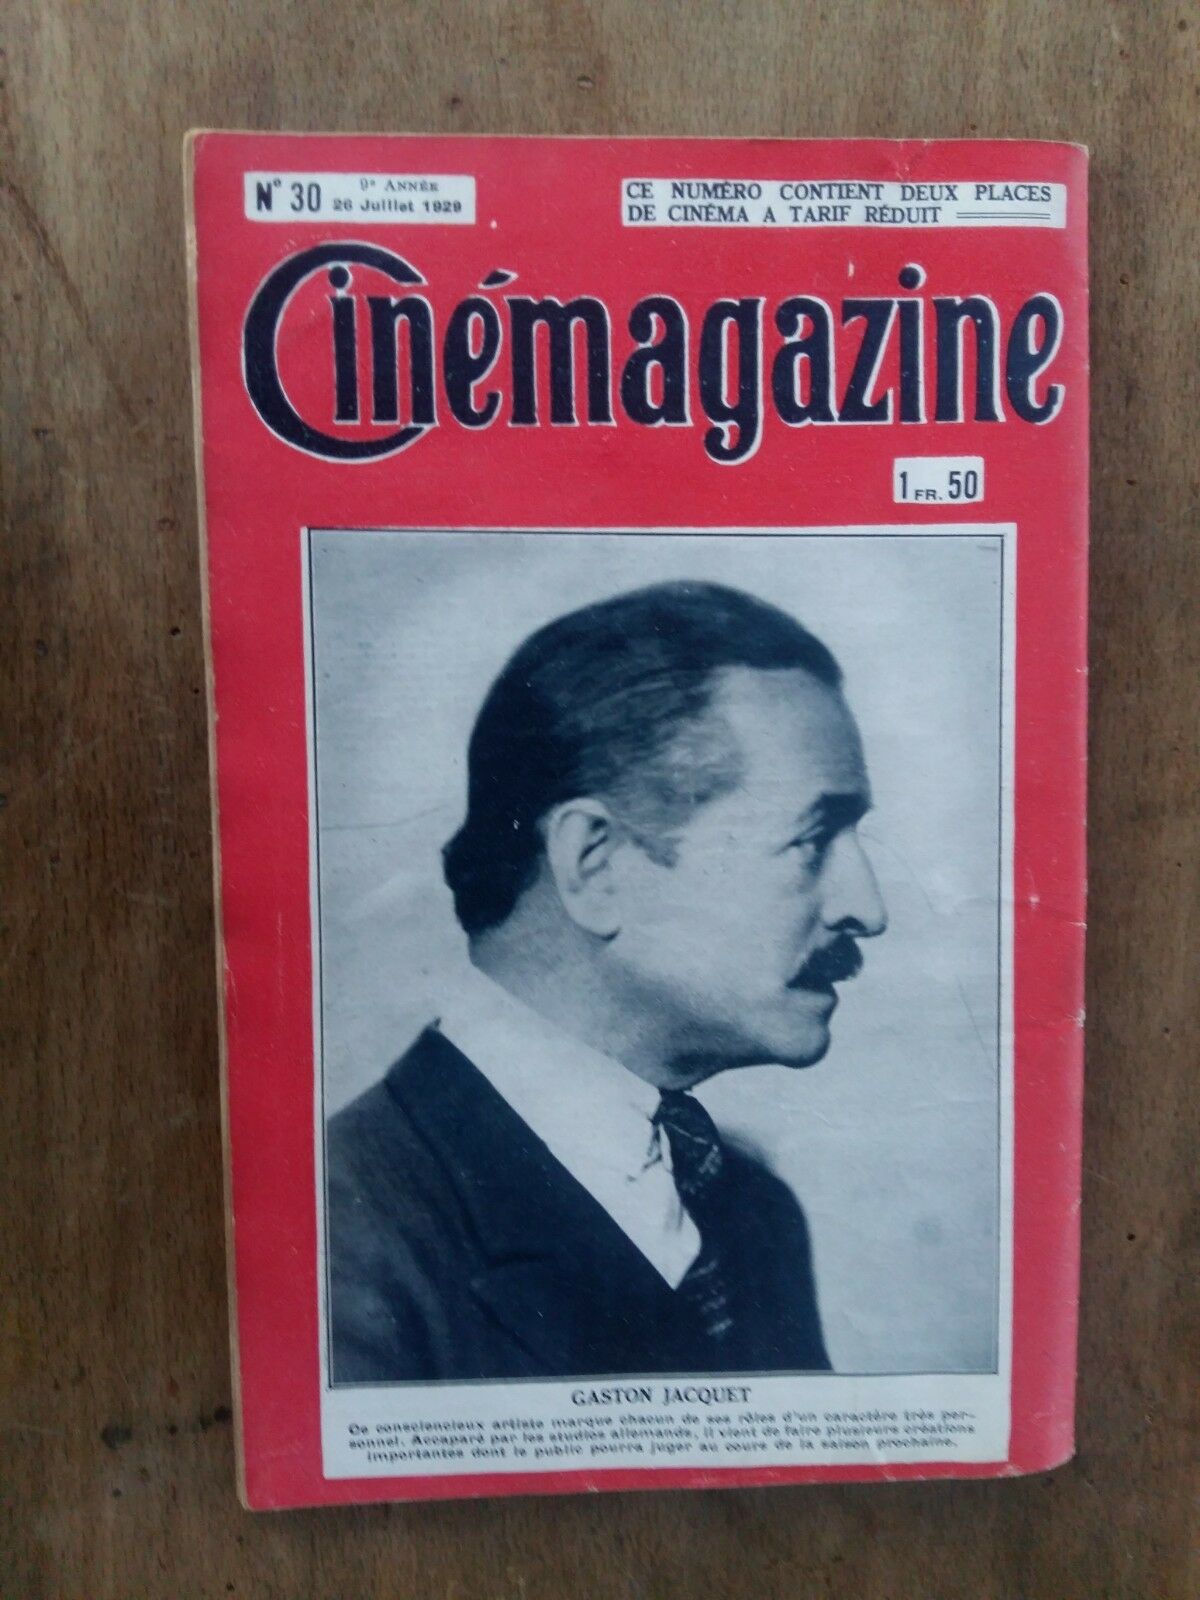 N° 30
9e ANNÉE
26 Juillet 1929
CE NUMÉRO CONTIENT DEUX PLACES
DE CINÉMA A TARIF RÉDUIT
Cinémagazine
1 FR. 50
GASTON JACQUET
Ce consciencieux artiste marque chacun de ses rôles d'un caractère très per-
sonnel. Accaparé par les studios allemands, il vient de faire plusieurs créations
importantes dont le public pourra juger au cours de la saison prochaine.